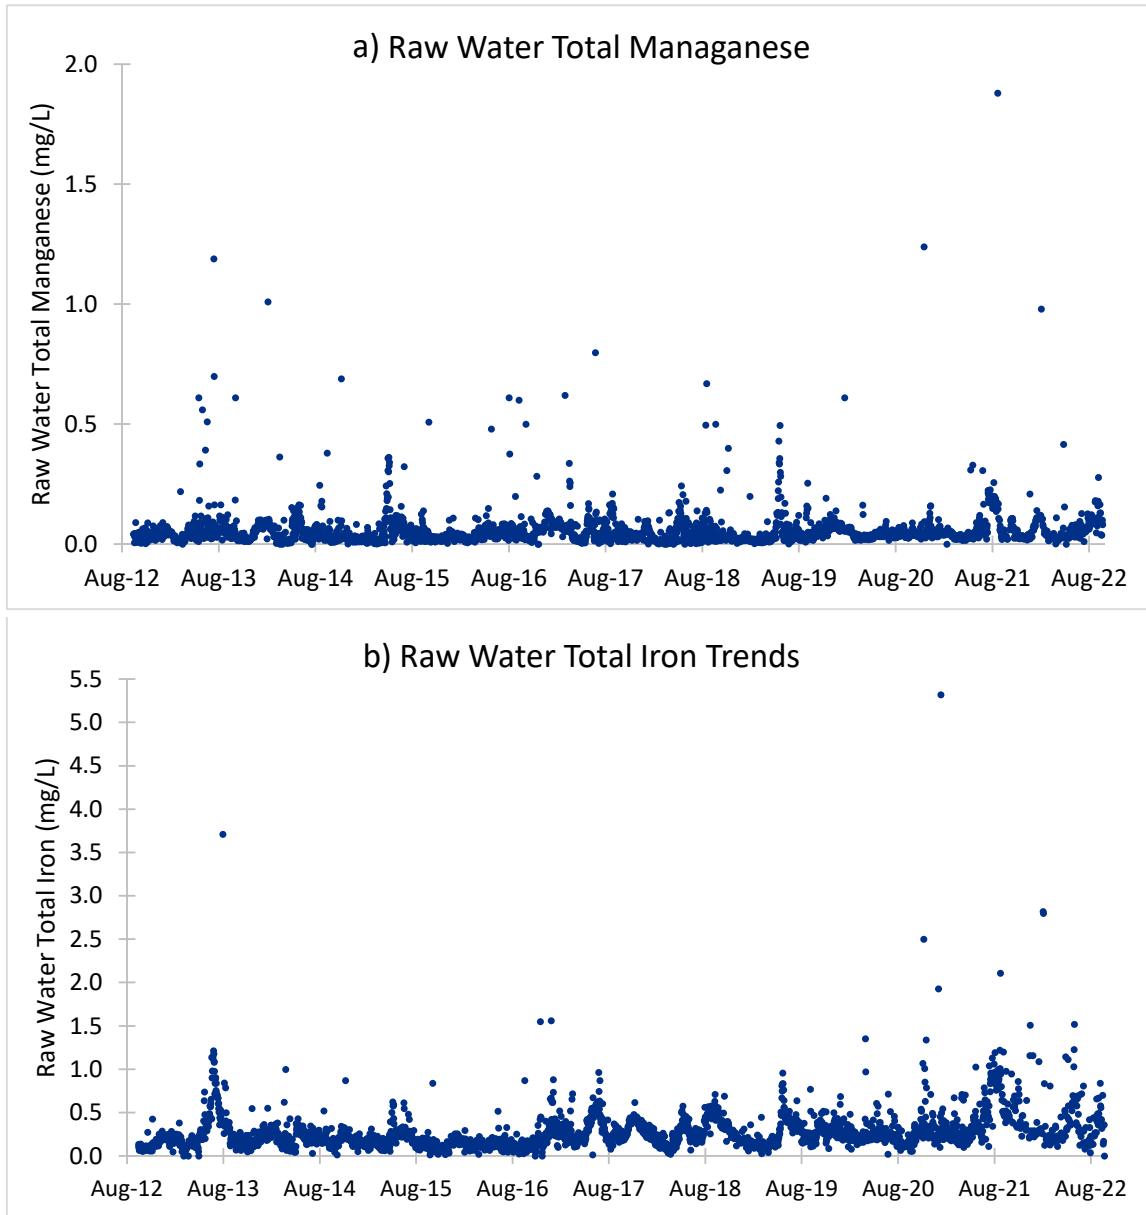 a) Raw Water Total Managanese
Raw Water Total Manganese (mg/L)
2.0
1.5
1.0
0.5
0.0
Aug-12 Aug-13 Aug-14 Aug-15 Aug-16 Aug-17 Aug-18 Aug-19 Aug-20 Aug-21 Aug-22
b) Raw Water Total Iron Trends
Raw Water Total Iron (mg/L)
5.5
5.0
4.5
4.0
3.5
3.0
2.5
2.0
1.5
1.0
0.5
0.0
Aug-12 Aug-13 Aug-14 Aug-15 Aug-16 Aug-17 Aug-18 Aug-19 Aug-20 Aug-21 Aug-22